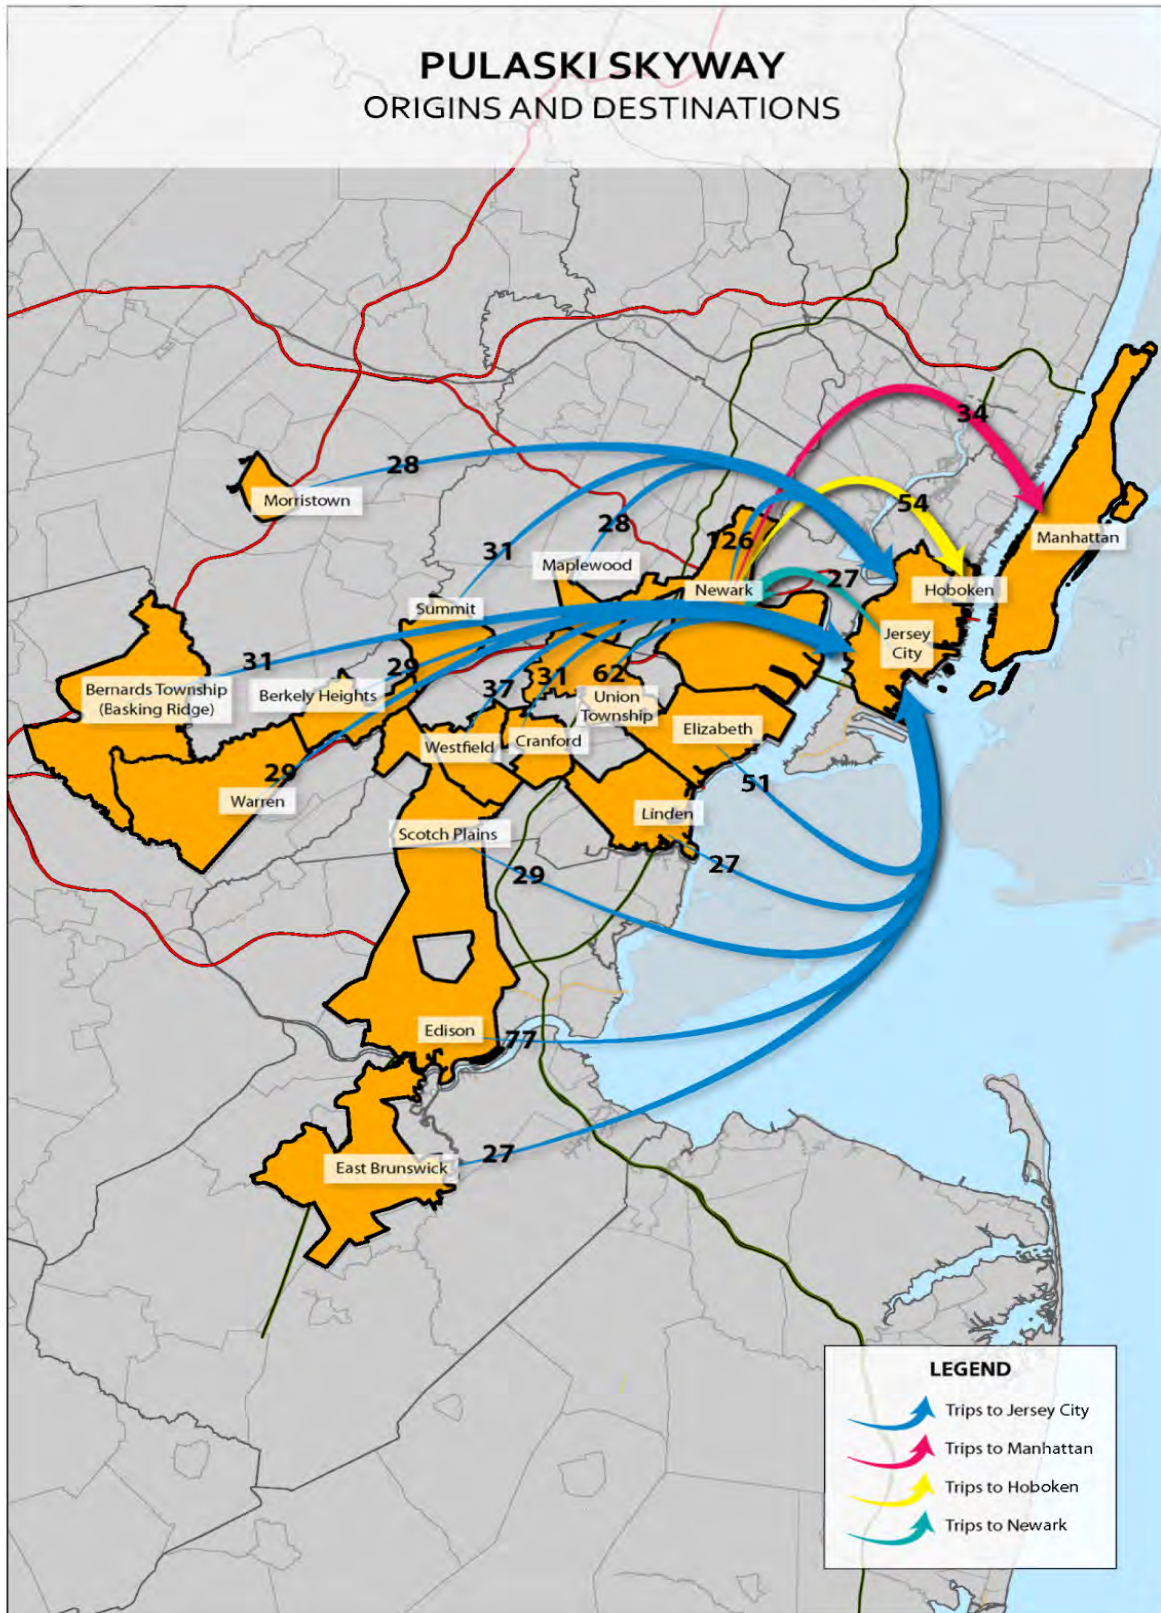 PULASKI SKYWAY
ORIGINS AND DESTINATIONS
34
28
Morristown
54
Manhattan
28
126
31
Maplewood
27
Newark
Hoboken
Summit
Jersey
City
31
29
37
31
62
Bernards Township
(Basking Ridge)
Berkely Heights
Union
Township
Westfield
Cranford
Elizabeth
29
51
Warren
Linden
Scotch Plains
29
27
Edison
77
27
East Brunswick
LEGEND
Trips to Jersey City
Trips to Manhattan
Trips to Hoboken
Trips to Newark